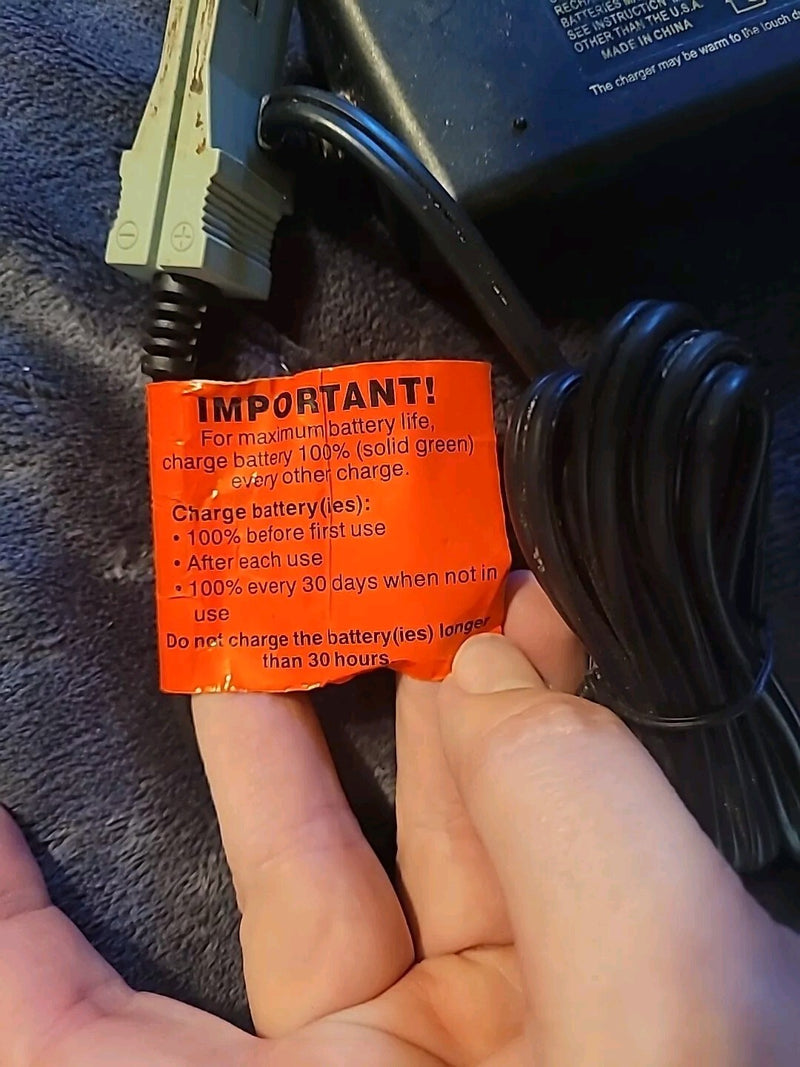 BATTERIES
SEE INSTRUCTION
OTHER THAN THE U.S.A.
MADE IN CHINA
The charger may be warm to the touch
− +
IMPORTANT!
For maximum battery life,
charge battery 100% (solid green)
every other charge.
Charge battery(ies):
• 100% before first use
• After each use
• 100% every 30 days when not in
use
Do not charge the battery(ies) longer
than 30 hours